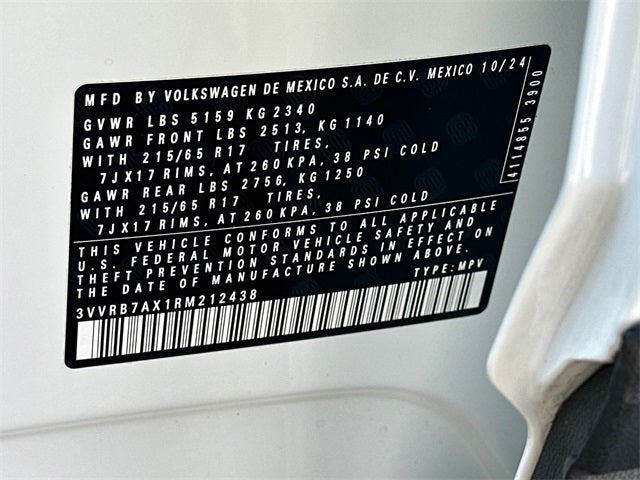 MFD BY VOLKSWAGEN DE MEXICO S.A. DE C.V. MEXICO 10/24
GVWR LBS 5159 KG 2340
GAWR FRONT LBS 2513, KG 1140
WITH 215/65 R17 TIRES,
7JX17 RIMS, AT 260 KPA, 38 PSI COLD
GAWR REAR LBS 2756, KG 1250
WITH 215/65 R17 TIRES,
7JX17 RIMS, AT 260 KPA, 38 PSI COLD
THIS VEHICLE CONFORMS TO ALL APPLICABLE
U.S. FEDERAL MOTOR VEHICLE SAFETY AND
THEFT PREVENTION STANDARDS IN EFFECT ON
THE DATE OF MANUFACTURE SHOWN ABOVE.
3VVRB7AX1RM212438 TYPE: MPV
4114855 3900